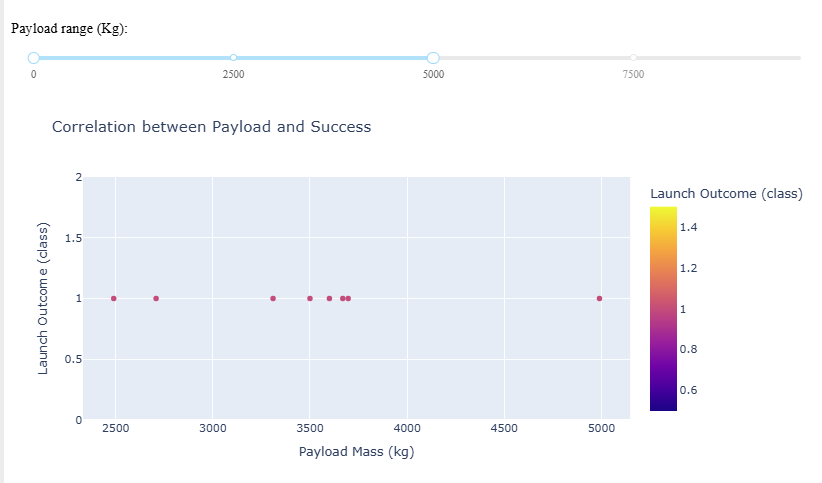 Payload range (Kg):
0 2500 5000 7500
Correlation between Payload and Success
Launch Outcome (class)
2
1.5
1
0.5
0
2500 3000 3500 4000 4500 5000
Payload Mass (kg)
Launch Outcome (class)
1.4
1.2
1
0.8
0.6